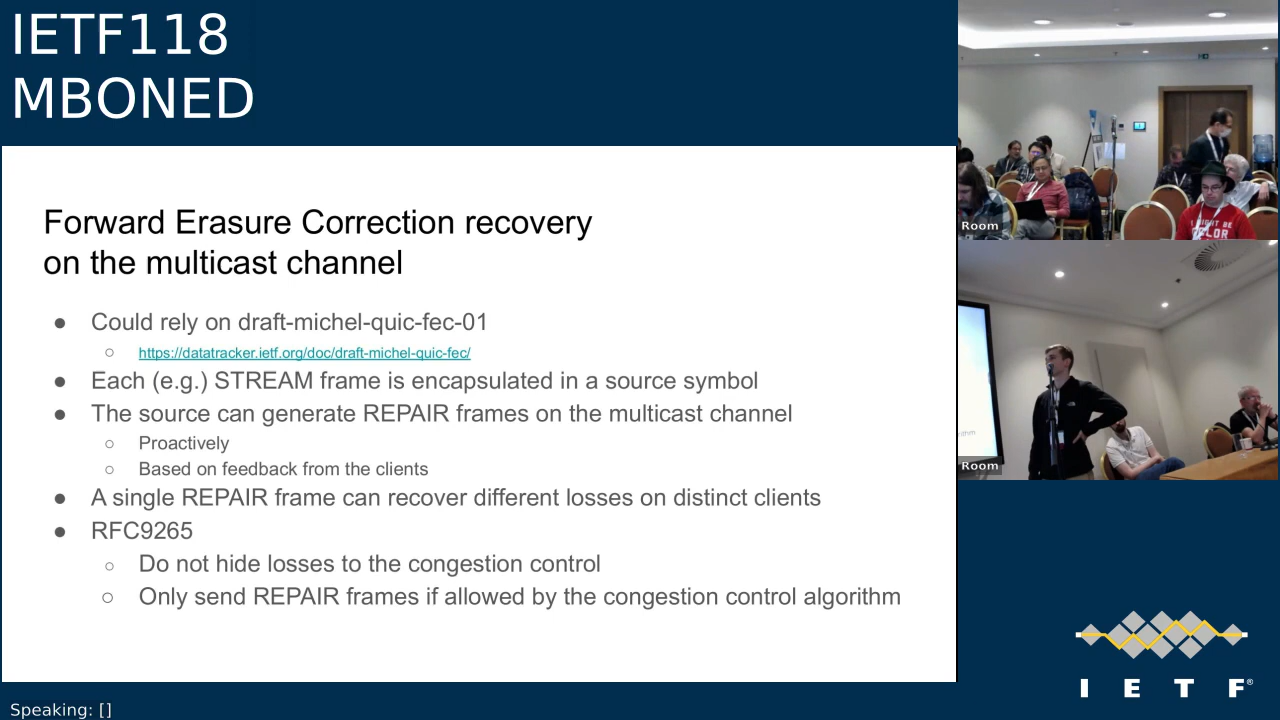 IETF118
MBONED
Forward Erasure Correction recovery
on the multicast channel
● Could rely on draft-michel-quic-fec-01
○ https://datatracker.ietf.org/doc/draft-michel-quic-fec/
● Each (e.g.) STREAM frame is encapsulated in a source symbol
● The source can generate REPAIR frames on the multicast channel
○ Proactively
○ Based on feedback from the clients
● A single REPAIR frame can recover different losses on distinct clients
● RFC9265
○ Do not hide losses to the congestion control
○ Only send REPAIR frames if allowed by the congestion control algorithm
Room
I MIGHT BE
Room
I E T F®
Speaking: []